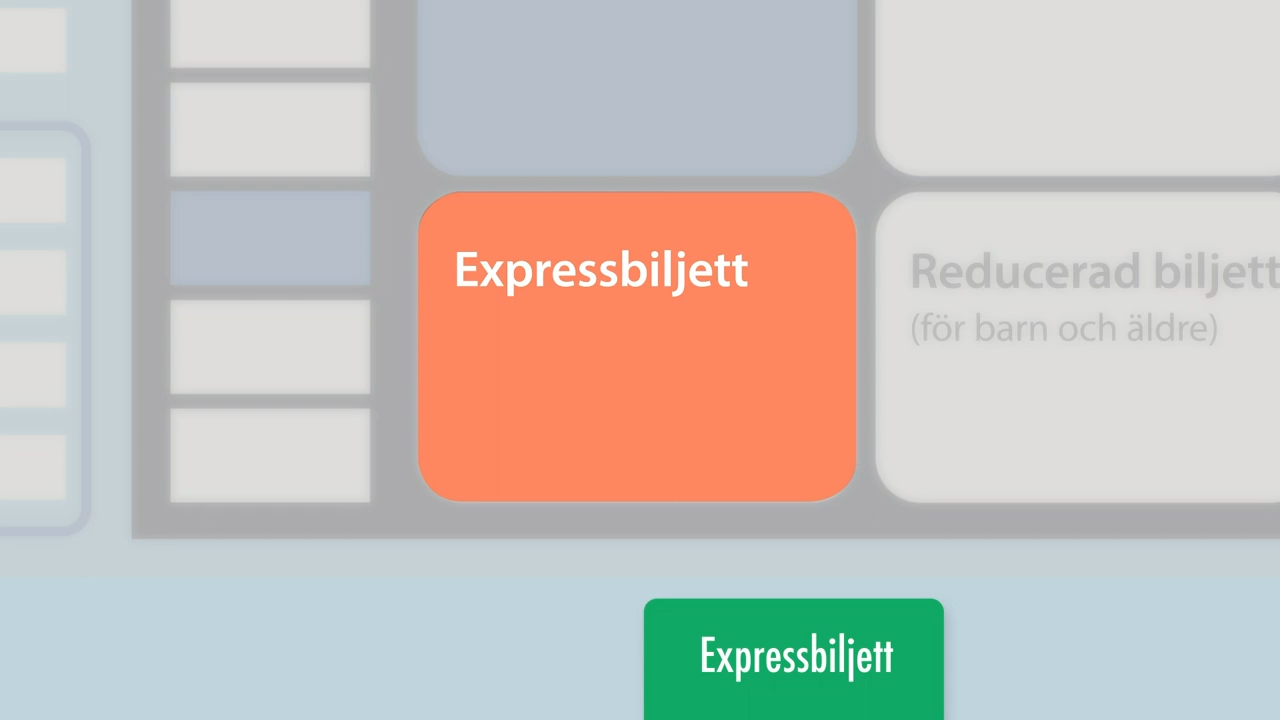 Expressbiljett
Reducerad biljett
(för barn och äldre)
Expressbiljett